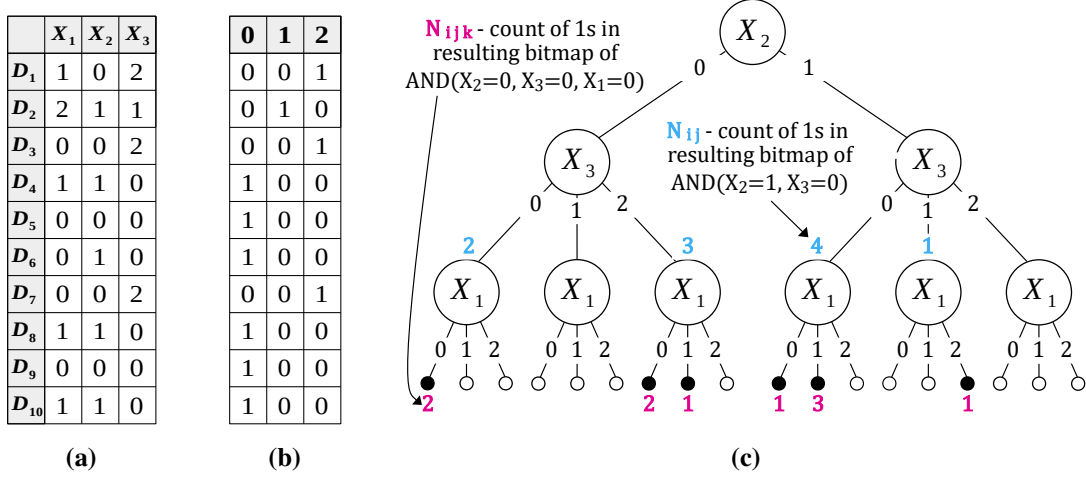 X₁ X₂ X₃
D₁ 1 0 2
D₂ 2 1 1
D₃ 0 0 2
D₄ 1 1 0
D₅ 0 0 0
D₆ 0 1 0
D₇ 0 0 2
D₈ 1 1 0
D₉ 0 0 0
D₁₀ 1 1 0
(a)
0 1 2
0 0 1
0 1 0
0 0 1
1 0 0
1 0 0
1 0 0
0 0 1
1 0 0
1 0 0
1 0 0
(b)
N i j k - count of 1s in
resulting bitmap of
AND(X₂=0, X₃=0, X₁=0)
N i j - count of 1s in
resulting bitmap of
AND(X₂=1, X₃=0)
X₂
0 1
X₃ X₃
0 1 2 0 1 2
2 3 4 1
X₁ X₁ X₁ X₁ X₁ X₁
0 1 2 0 1 2 0 1 2 0 1 2 0 1 2 0 1 2
2 2 1 1 3 1
(c)